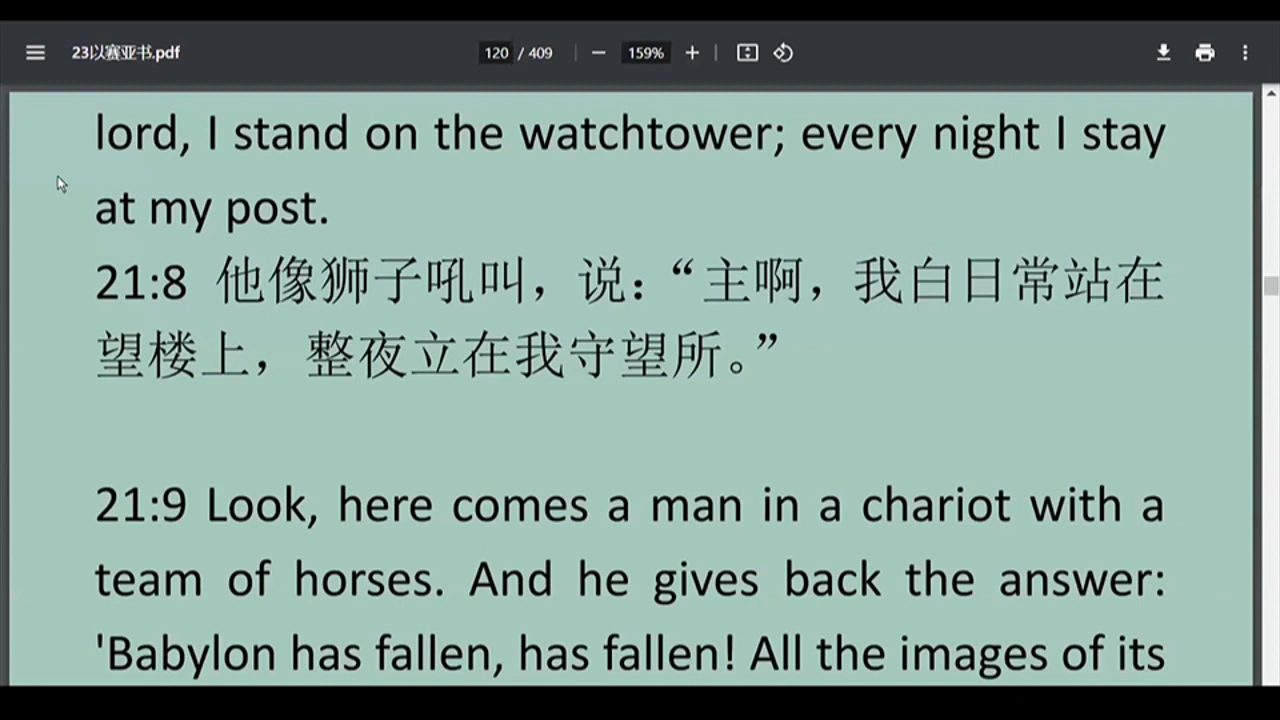 23以赛亚书.pdf
120 / 409
159%
lord, I stand on the watchtower; every night I stay
at my post.
21:8 他像狮子吼叫，说：“主啊，我白日常站在
望楼上，整夜立在我守望所。”
21:9 Look, here comes a man in a chariot with a
team of horses. And he gives back the answer:
'Babylon has fallen, has fallen! All the images of its